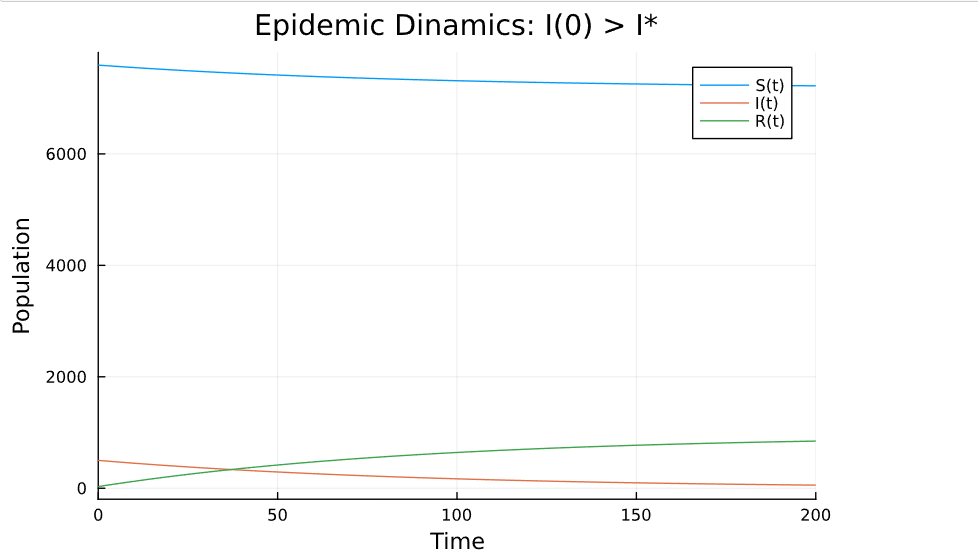 Epidemic Dinamics: I(0) > I*
S(t)
I(t)
R(t)
6000
4000
2000
0
Population
0 50 100 150 200
Time